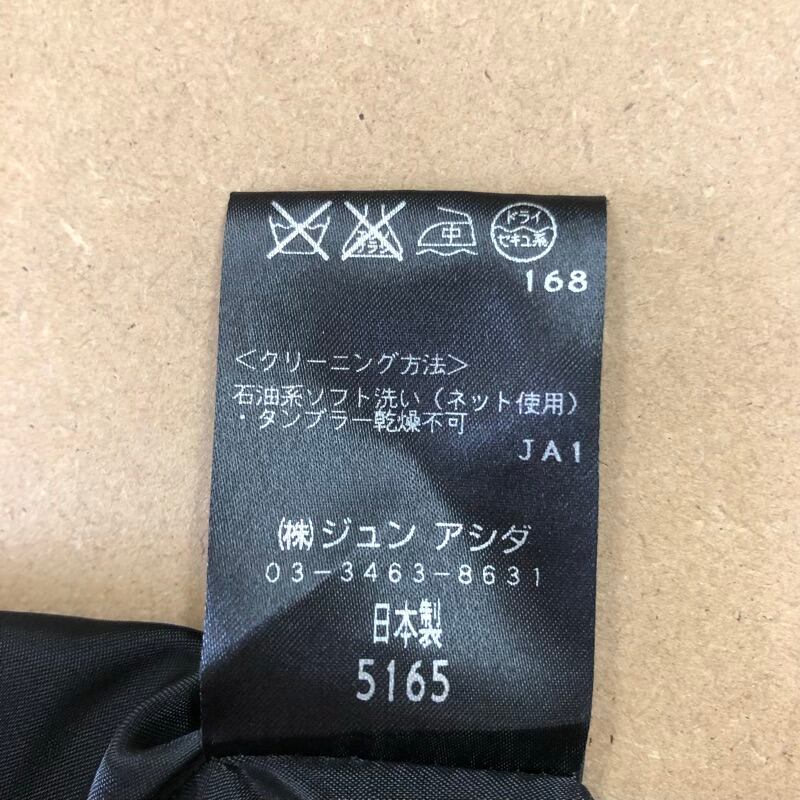 中 ドライ
セキユ系
168
＜クリーニング方法＞
石油系ソフト洗い（ネット使用）
・タンブラー乾燥不可
JA1
㈱ジュン アシダ
03-3463-8631
日本製
5165